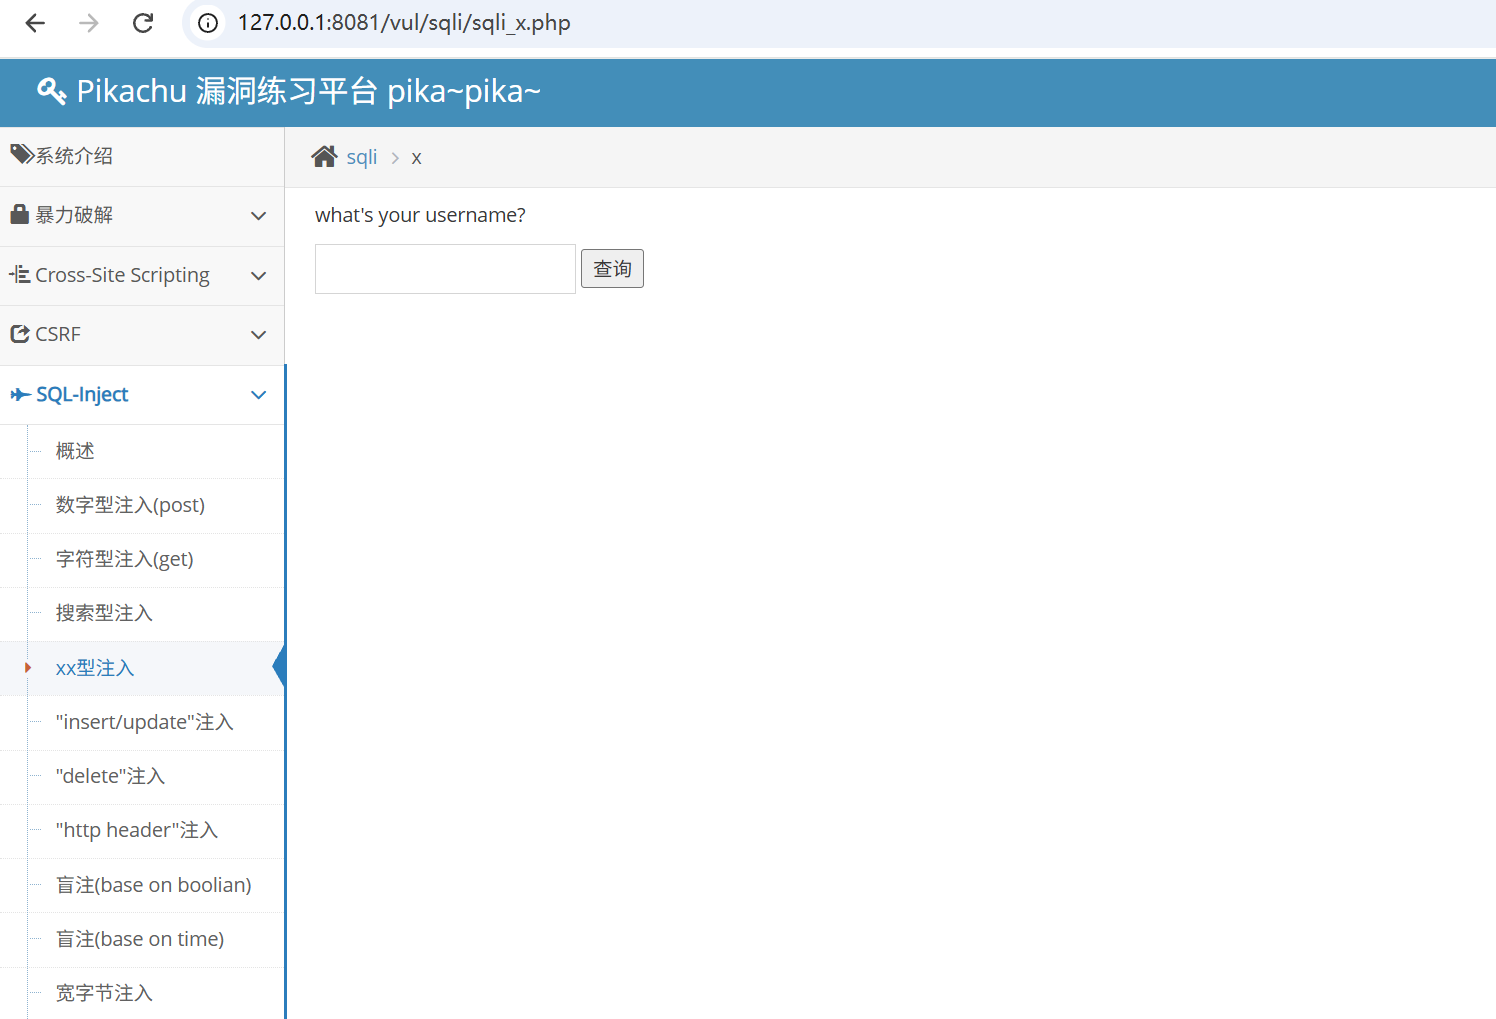 127.0.0.1:8081/vul/sqli/sqli_x.php
Pikachu 漏洞练习平台 pika~pika~
系统介绍
sqli > x
暴力破解
what's your username?
查询
Cross-Site Scripting
CSRF
SQL-Inject
概述
数字型注入(post)
字符型注入(get)
搜索型注入
xx型注入
"insert/update"注入
"delete"注入
"http header"注入
盲注(base on boolian)
盲注(base on time)
宽字节注入